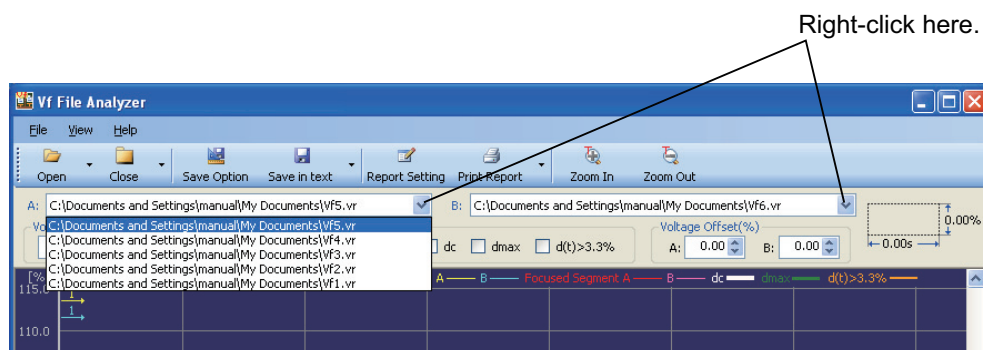 Right-click here.
Vf File Analyzer
File View Help
Open Close Save Option Save in text Report Setting Print Report Zoom In Zoom Out
A: C:\Documents and Settings\manual\My Documents\Vf5.vr B: C:\Documents and Settings\manual\My Documents\Vf6.vr
0.00%
Vo
C:\Documents and Settings\manual\My Documents\Vf5.vr
C:\Documents and Settings\manual\My Documents\Vf4.vr
C:\Documents and Settings\manual\My Documents\Vf3.vr
C:\Documents and Settings\manual\My Documents\Vf2.vr
C:\Documents and Settings\manual\My Documents\Vf1.vr
dc dmax d(t)>3.3%
Voltage Offset(%)
A: 0.00 B: 0.00
0.00s
[%
A B Focused Segment A B dc dmax d(t)>3.3%
115.0
1
1
110.0